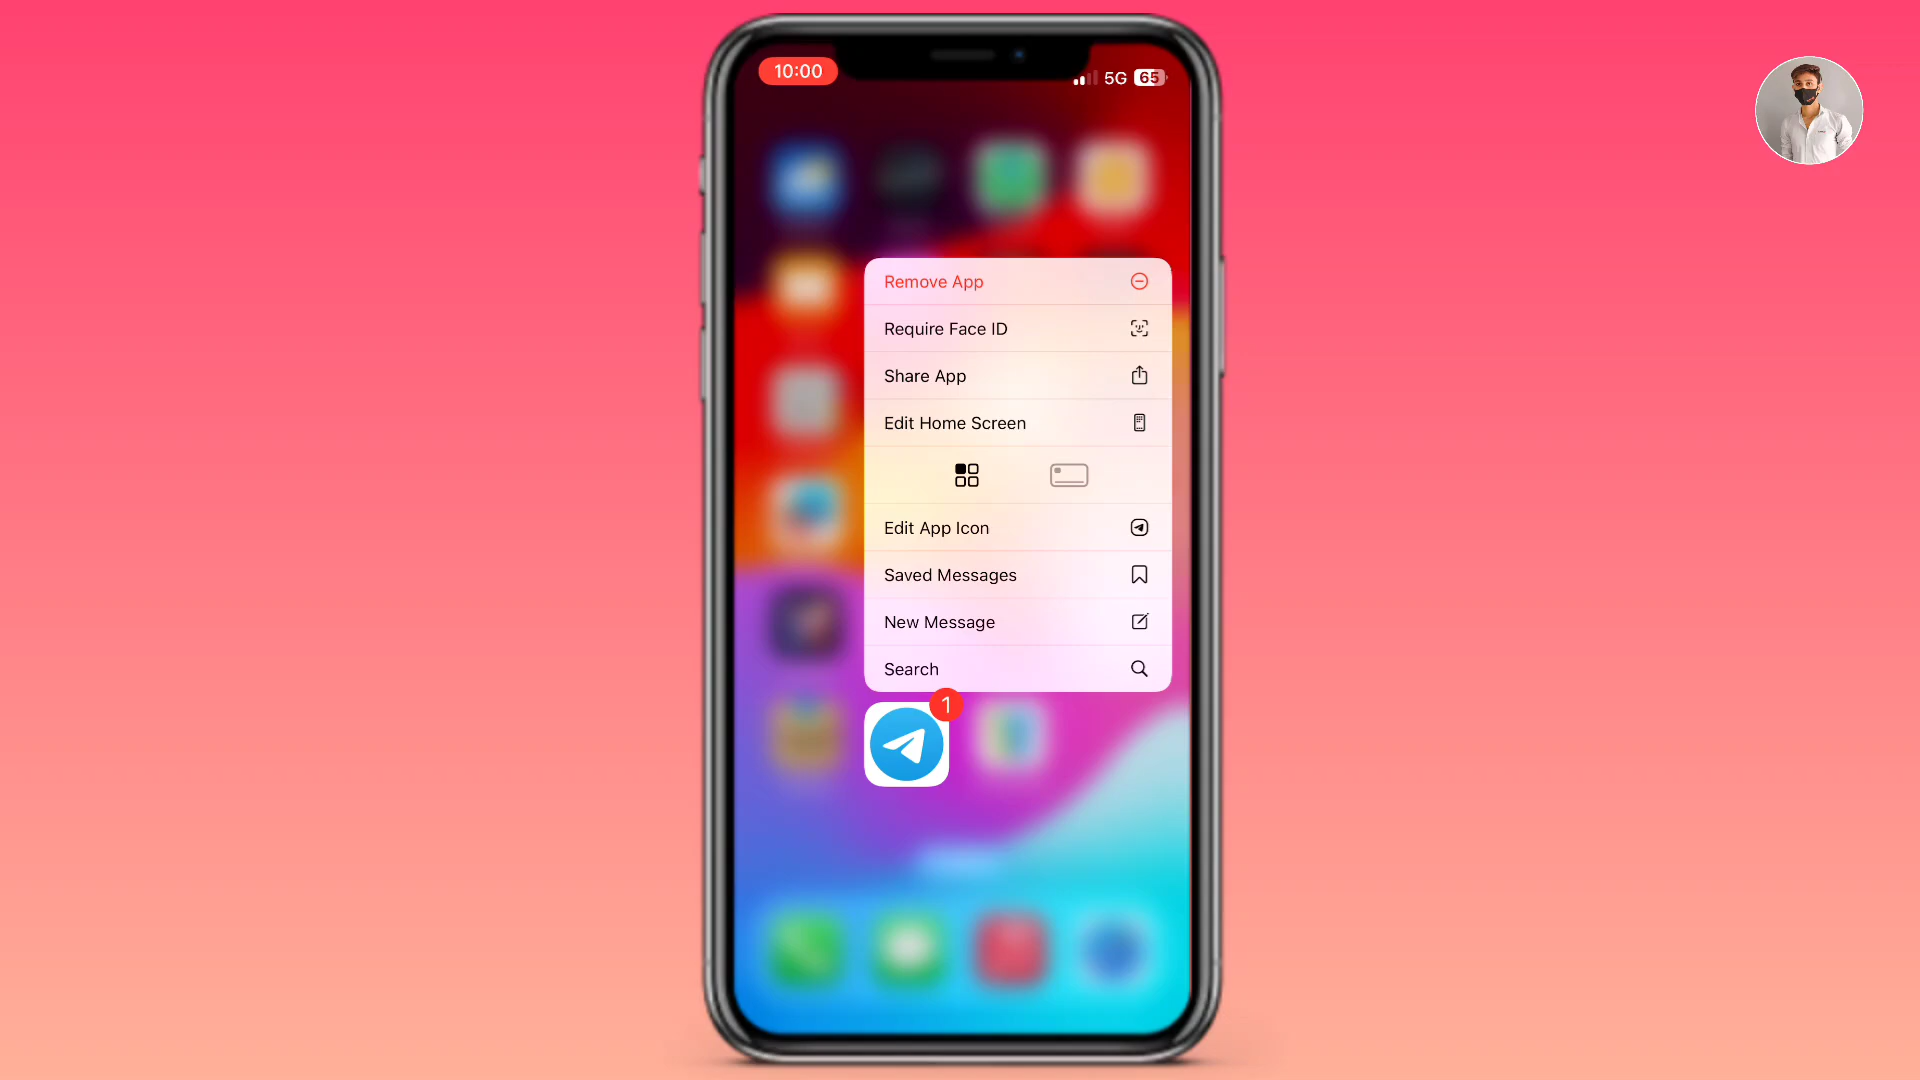 10:00
5G 65
Remove App
Require Face ID
Share App
Edit Home Screen
Edit App Icon
Saved Messages
New Message
Search
1